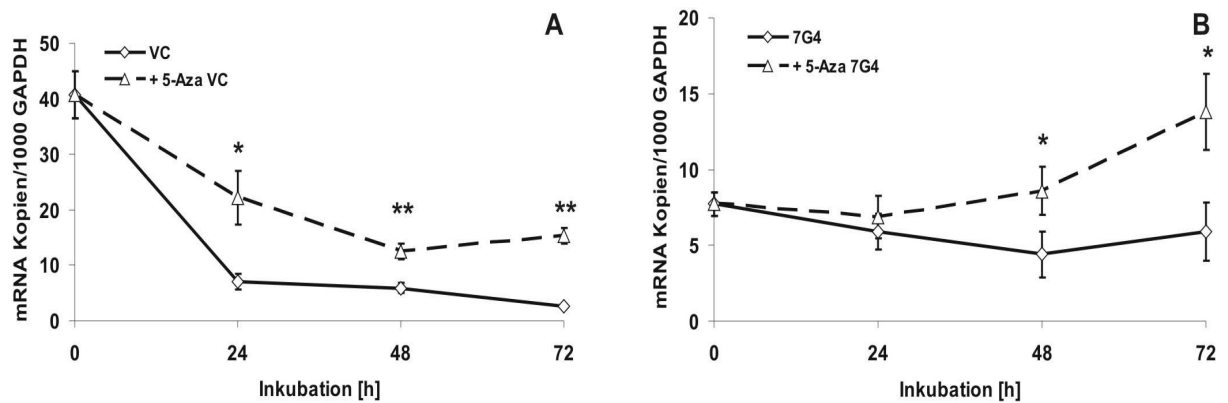 A
VC
+ 5-Aza VC
mRNA Kopien/1000 GAPDH
50
40
30
20
10
0
*
**
**
0 24 48 72
Inkubation [h]
B
7G4
+ 5-Aza 7G4
mRNA Kopien/1000 GAPDH
20
15
10
5
0
*
*
0 24 48 72
Inkubation [h]